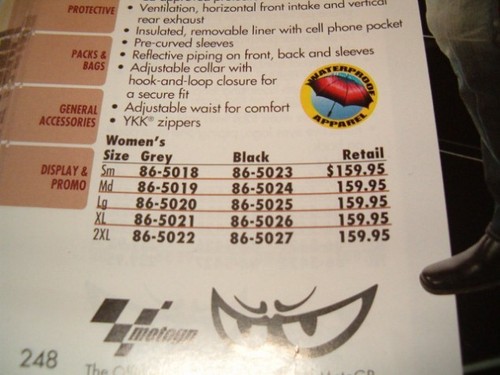 PROTECTIVE
PACKS &
BAGS
GENERAL
ACCESSORIES
DISPLAY &
PROMO
• Ventilation, horizontal front intake and vertical
rear exhaust
• Insulated, removable liner with cell phone pocket
• Pre-curved sleeves
• Reflective piping on front, back and sleeves
• Adjustable collar with
hook-and-loop closure for
a secure fit
• Adjustable waist for comfort
• YKK® zippers
WATERPROOF
APPAREL
Women's
Size Grey Black Retail
Sm 86-5018 86-5023 $159.95
Md 86-5019 86-5024 159.95
Lg 86-5020 86-5025 159.95
XL 86-5021 86-5026 159.95
2XL 86-5022 86-5027 159.95
motogp
248
The
MotoGP